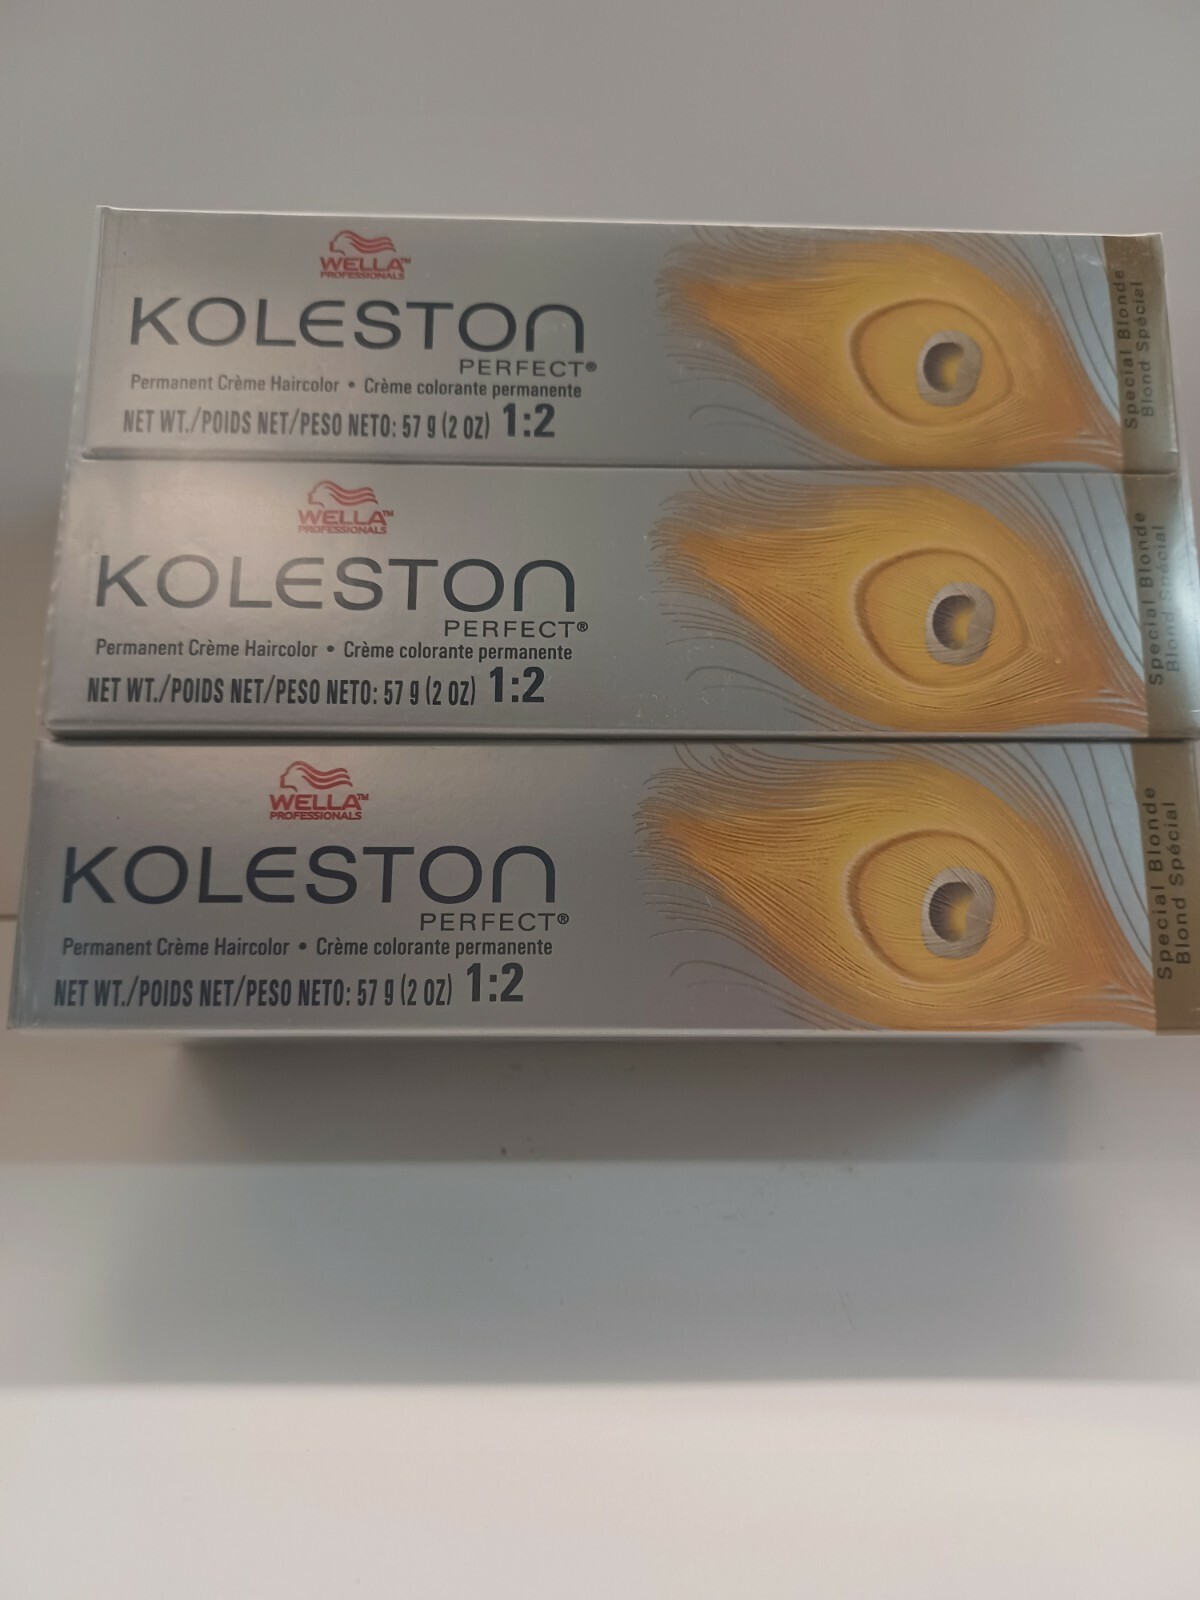 WELLA™
PROFESSIONALS
KOLESTON
PERFECT®
Permanent Crème Haircolor • Crème colorante permanente
NET WT./POIDS NET/PESO NETO: 57 g (2 OZ) 1:2
Special Blonde
Blond Spécial
WELLA™
PROFESSIONALS
KOLESTON
PERFECT®
Permanent Crème Haircolor • Crème colorante permanente
NET WT./POIDS NET/PESO NETO: 57 g (2 OZ) 1:2
Special Blonde
Blond Spécial
WELLA™
PROFESSIONALS
KOLESTON
PERFECT®
Permanent Crème Haircolor • Crème colorante permanente
NET WT./POIDS NET/PESO NETO: 57 g (2 OZ) 1:2
Special Blonde
Blond Spécial